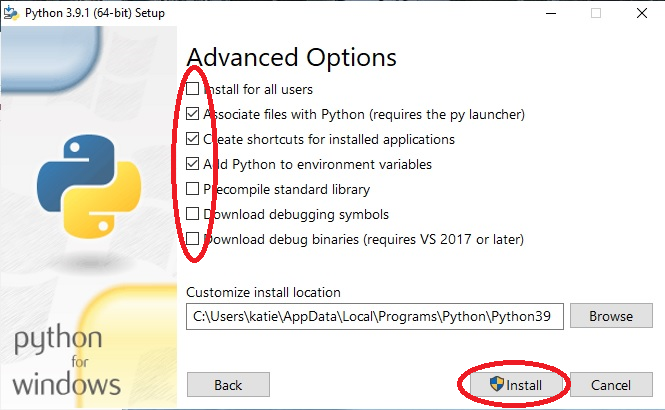 Python 3.9.1 (64-bit) Setup
Advanced Options
Install for all users
Associate files with Python (requires the py launcher)
Create shortcuts for installed applications
Add Python to environment variables
Precompile standard library
Download debugging symbols
Download debug binaries (requires VS 2017 or later)
Customize install location
C:\Users\katie\AppData\Local\Programs\Python\Python39
Browse
python
for
windows
Back
Install
Cancel